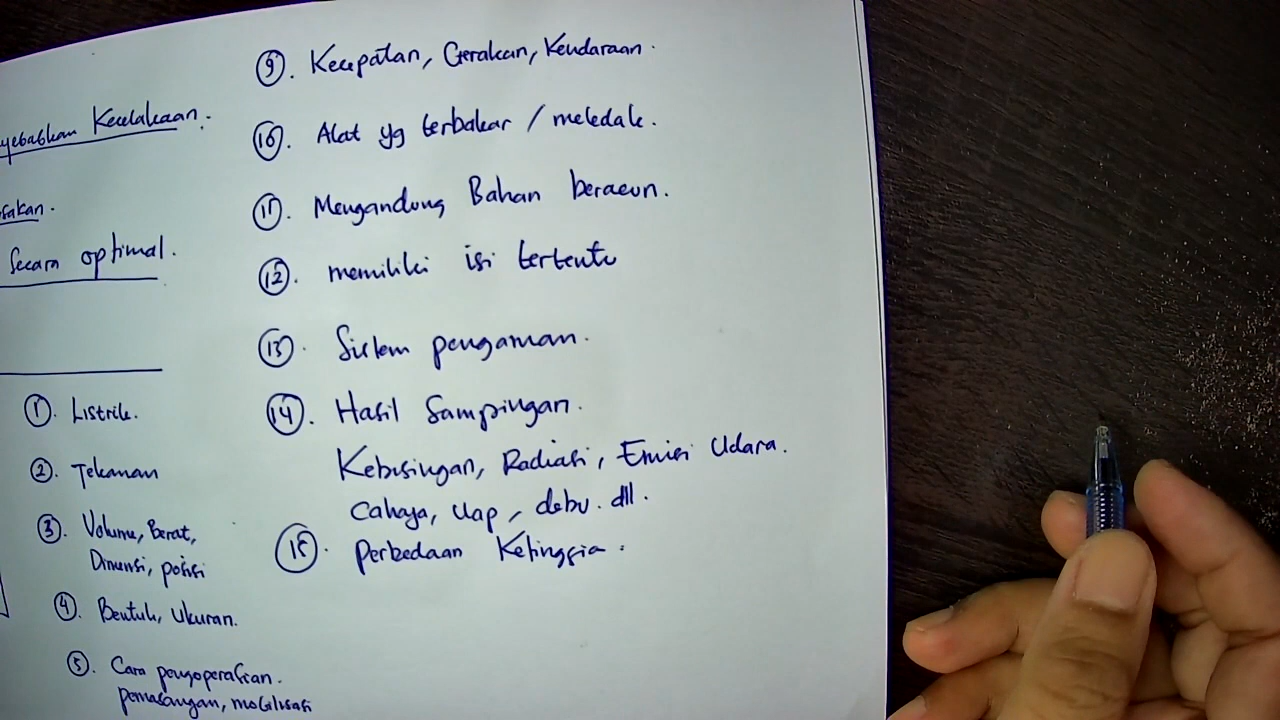 yebabkan Kecelakaan.
sakan.
Secara optimal.
① Listrik.
② Tekanan
③ Volume, Berat,
Dimensi, posisi
④ Bentuk, Ukuran.
⑤ Cara pengoperasian.
pemasangan, mobilisasi
⑨ Kecepatan, Gerakan, Kendaraan.
⑩ Alat yg terbakar / meledak.
⑪ Mengandung Bahan beracun.
⑫ memiliki isi tertentu
⑬ Sistem pengaman.
⑭ Hasil Sampingan.
Kebisingan, Radiasi, Emisi Udara.
Cahaya, Uap, debu. dll.
⑮ Perbedaan Ketinggia.